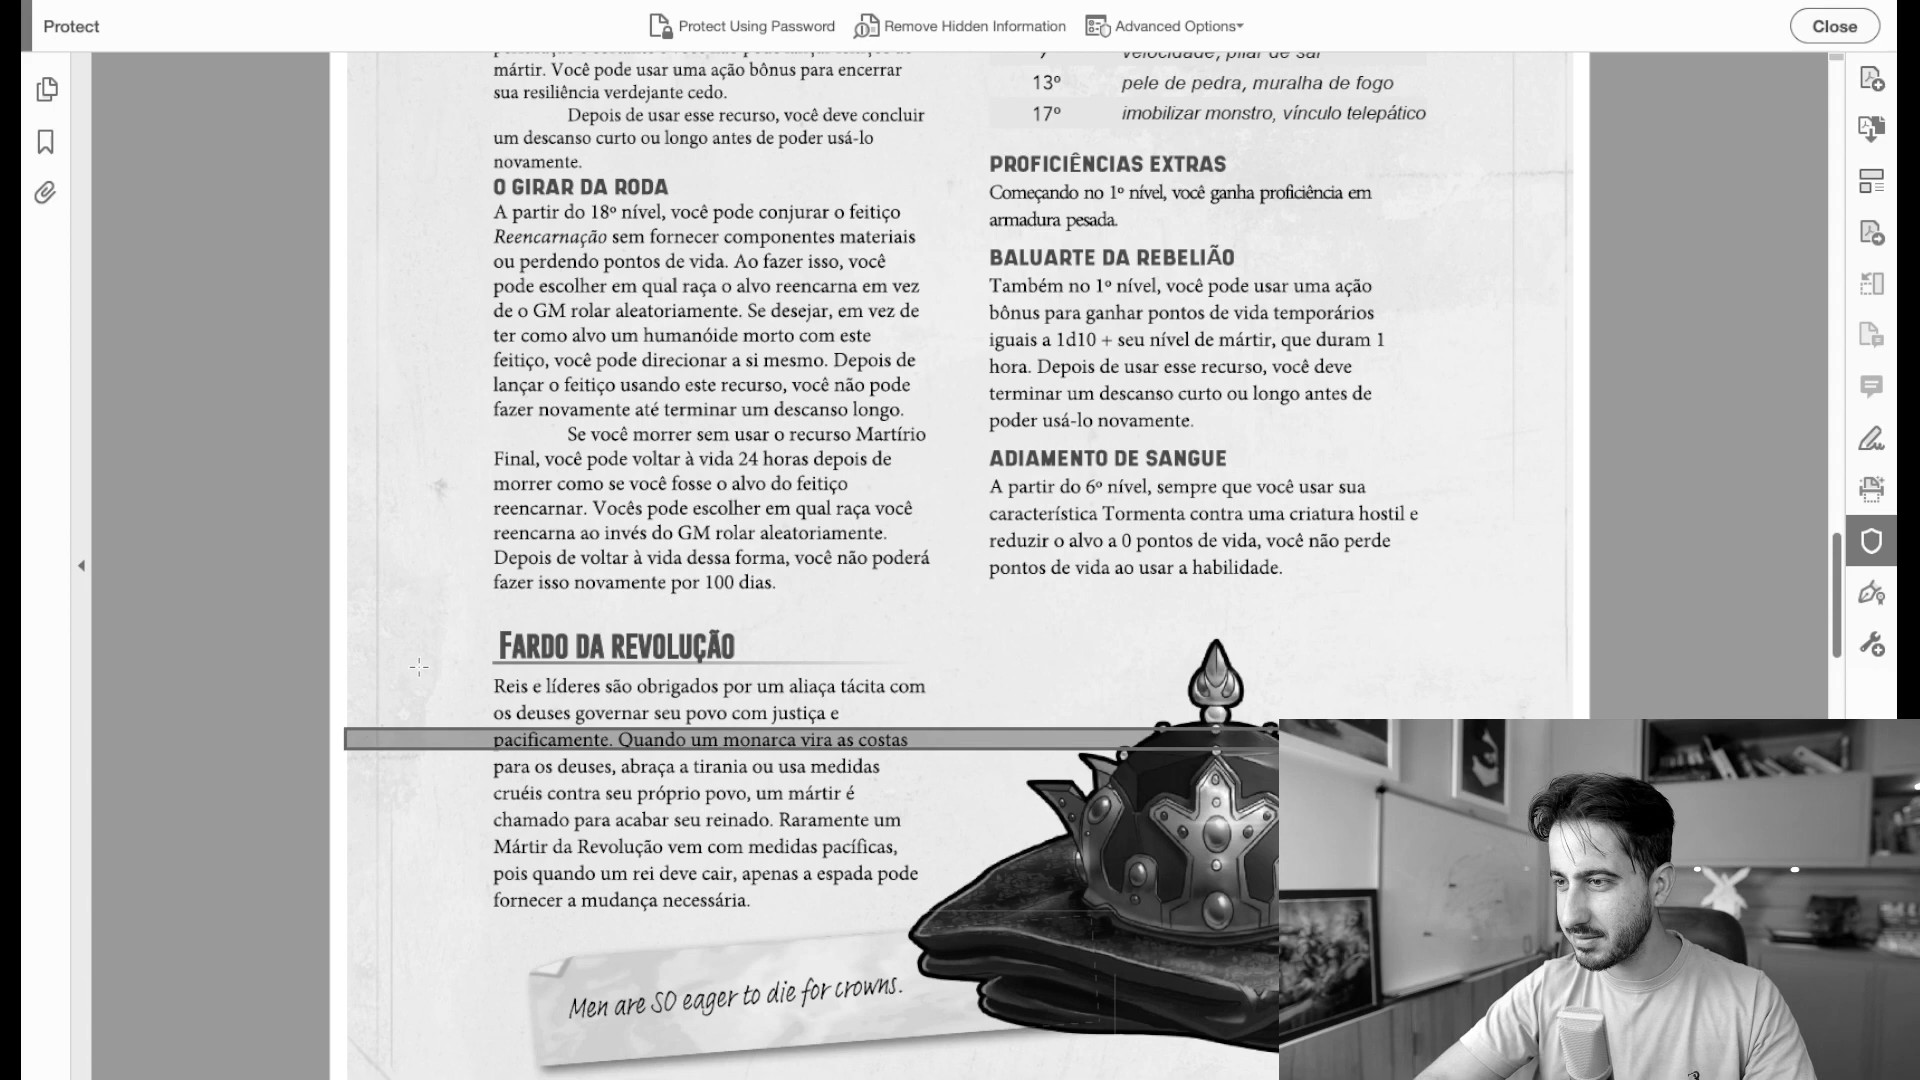 Protect
Protect Using Password
Remove Hidden Information
Advanced Options
Close
mártir. Você pode usar uma ação bônus para encerrar
sua resiliência verdejante cedo.
Depois de usar esse recurso, você deve concluir
um descanso curto ou longo antes de poder usá-lo
novamente.
O GIRAR DA RODA
A partir do 18º nível, você pode conjurar o feitiço
Reencarnação sem fornecer componentes materiais
ou perdendo pontos de vida. Ao fazer isso, você
pode escolher em qual raça o alvo reencarna em vez
de o GM rolar aleatoriamente. Se desejar, em vez de
ter como alvo um humanóide morto com este
feitiço, você pode direcionar a si mesmo. Depois de
lançar o feitiço usando este recurso, você não pode
fazer novamente até terminar um descanso longo.
Se você morrer sem usar o recurso Martírio
Final, você pode voltar à vida 24 horas depois de
morrer como se você fosse o alvo do feitiço
reencarnar. Vocês pode escolher em qual raça você
reencarna ao invés do GM rolar aleatoriamente.
Depois de voltar à vida dessa forma, você não poderá
fazer isso novamente por 100 dias.
FARDO DA REVOLUÇÃO
Reis e líderes são obrigados por um aliaça tácita com
os deuses governar seu povo com justiça e
pacificamente. Quando um monarca vira as costas
para os deuses, abraça a tirania ou usa medidas
cruéis contra seu próprio povo, um mártir é
chamado para acabar seu reinado. Raramente um
Mártir da Revolução vem com medidas pacíficas,
pois quando um rei deve cair, apenas a espada pode
fornecer a mudança necessária.
Men are SO eager to die for crowns.
velocidade, pilar de sal
13º pele de pedra, muralha de fogo
17º imobilizar monstro, vínculo telepático
PROFICIÊNCIAS EXTRAS
Começando no 1º nível, você ganha proficiência em
armadura pesada.
BALUARTE DA REBELIÃO
Também no 1º nível, você pode usar uma ação
bônus para ganhar pontos de vida temporários
iguais a 1d10 + seu nível de mártir, que duram 1
hora. Depois de usar esse recurso, você deve
terminar um descanso curto ou longo antes de
poder usá-lo novamente.
ADIAMENTO DE SANGUE
A partir do 6º nível, sempre que você usar sua
característica Tormenta contra uma criatura hostil e
reduzir o alvo a 0 pontos de vida, você não perde
pontos de vida ao usar a habilidade.